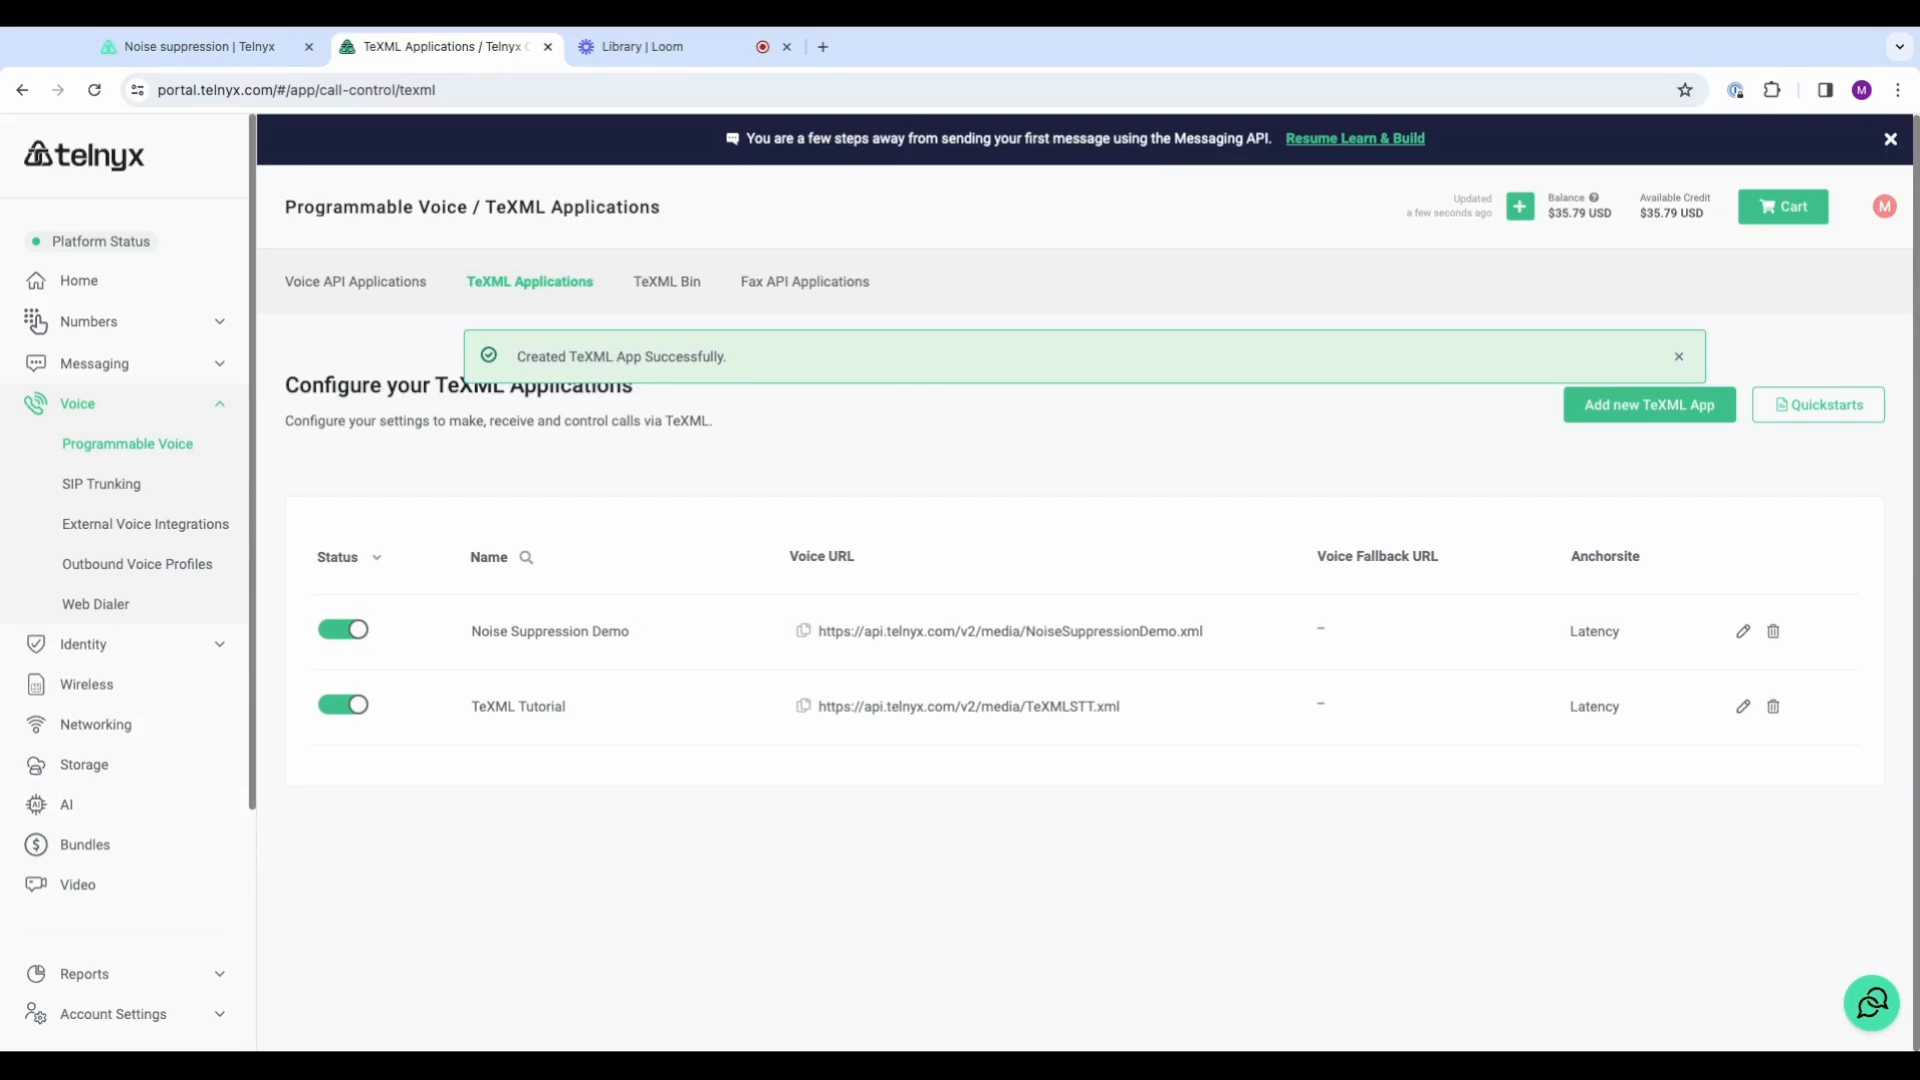 Noise suppression | Telnyx
TeXML Applications / Telnyx
Library | Loom
portal.telnyx.com/#/app/call-control/texml
M
telnyx
You are a few steps away from sending your first message using the Messaging API. Resume Learn & Build
Programmable Voice / TeXML Applications
Updated
a few seconds ago
Balance
$35.79 USD
Available Credit
$35.79 USD
Cart
M
Platform Status
Home
Numbers
Messaging
Voice
Programmable Voice
SIP Trunking
External Voice Integrations
Outbound Voice Profiles
Web Dialer
Identity
Wireless
Networking
Storage
AI
Bundles
Video
Reports
Account Settings
Voice API Applications
TeXML Applications
TeXML Bin
Fax API Applications
Created TeXML App Successfully.
Configure your TeXML Applications
Configure your settings to make, receive and control calls via TeXML.
Add new TeXML App
Quickstarts
Status Name Voice URL Voice Fallback URL Anchorsite
Noise Suppression Demo https://api.telnyx.com/v2/media/NoiseSuppressionDemo.xml – Latency
TeXML Tutorial https://api.telnyx.com/v2/media/TeXMLSTT.xml – Latency